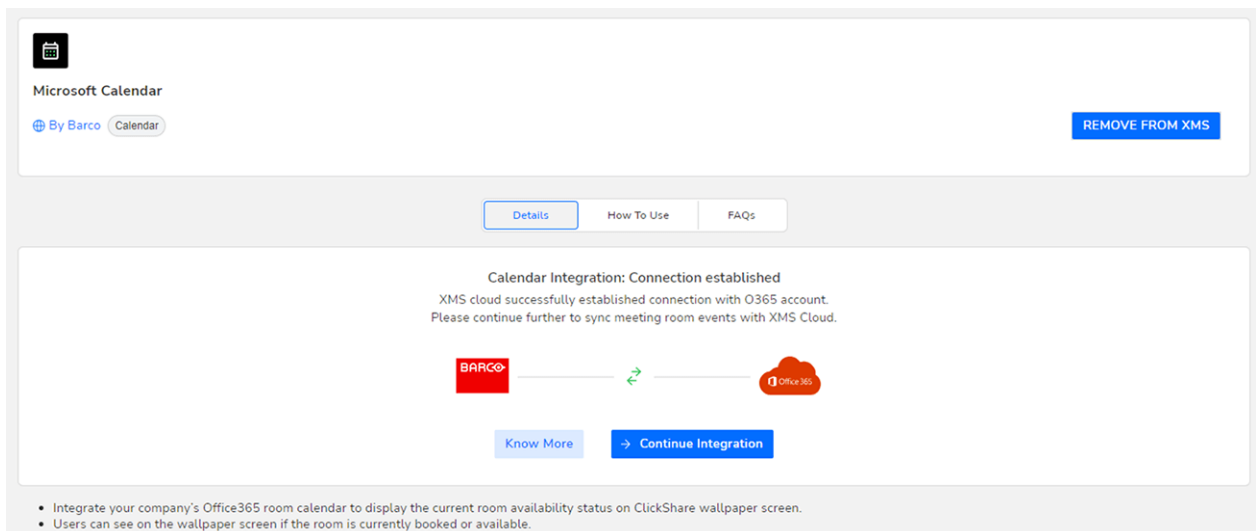 Microsoft Calendar
By Barco Calendar
REMOVE FROM XMS
Details How To Use FAQs
Calendar Integration: Connection established
XMS cloud successfully established connection with O365 account.
Please continue further to sync meeting room events with XMS Cloud.
BARCO Office 365
Know More → Continue Integration
• Integrate your company's Office365 room calendar to display the current room availability status on ClickShare wallpaper screen.
• Users can see on the wallpaper screen if the room is currently booked or available.